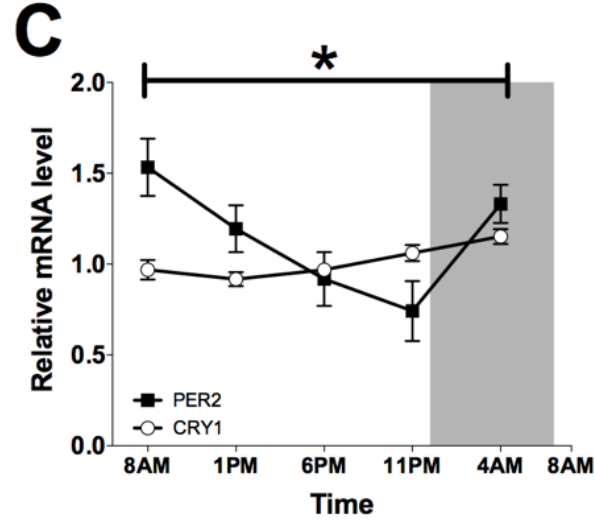 C
*
2.0
1.5
1.0
0.5
0.0
Relative mRNA level
PER2
CRY1
8AM 1PM 6PM 11PM 4AM 8AM
Time